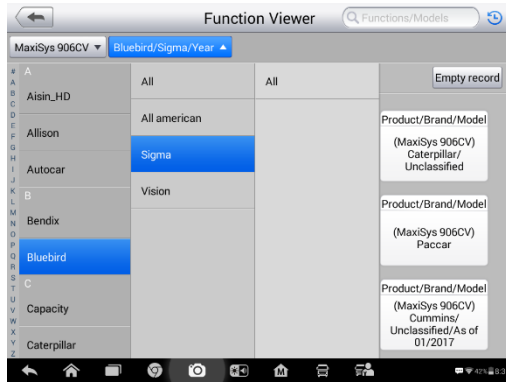 Function Viewer
Functions/Models
MaxiSys 906CV ▼
Bluebird/Sigma/Year ▲
#
A
B
C
D
E
F
G
H
I
J
K
L
M
N
O
P
Q
R
S
T
U
V
W
X
Y
Z
A
Aisin_HD
Allison
Autocar
B
Bendix
Bluebird
C
Capacity
Caterpillar
All
All american
Sigma
Vision
All
Empty record
Product/Brand/Model
(MaxiSys 906CV)
Caterpillar/
Unclassified
Product/Brand/Model
(MaxiSys 906CV)
Paccar
Product/Brand/Model
(MaxiSys 906CV)
Cummins/
Unclassified/As of
01/2017
42%